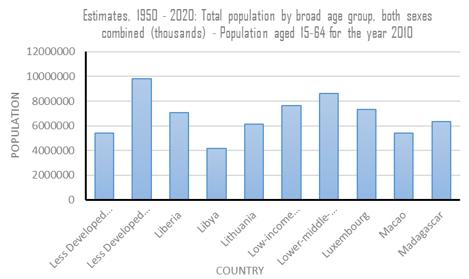 Estimates, 1950 - 2020: Total population by broad age group, both sexes
combined (thousands) - Population aged 15-64 for the year 2010
12000000
10000000
8000000
6000000
4000000
2000000
0
POPULATION
Less Developed...
Less Developed...
Liberia
Libya
Lithuania
Low-income...
Lower-middle-...
Luxembourg
Macao
Madagascar
COUNTRY